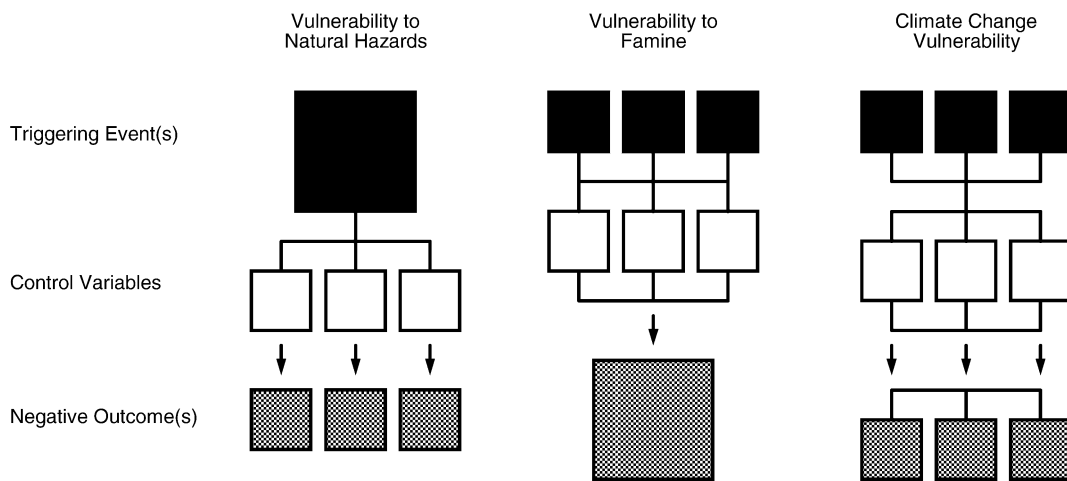 Vulnerability to
Natural Hazards
Vulnerability to
Famine
Climate Change
Vulnerability
Triggering Event(s)
Control Variables
Negative Outcome(s)